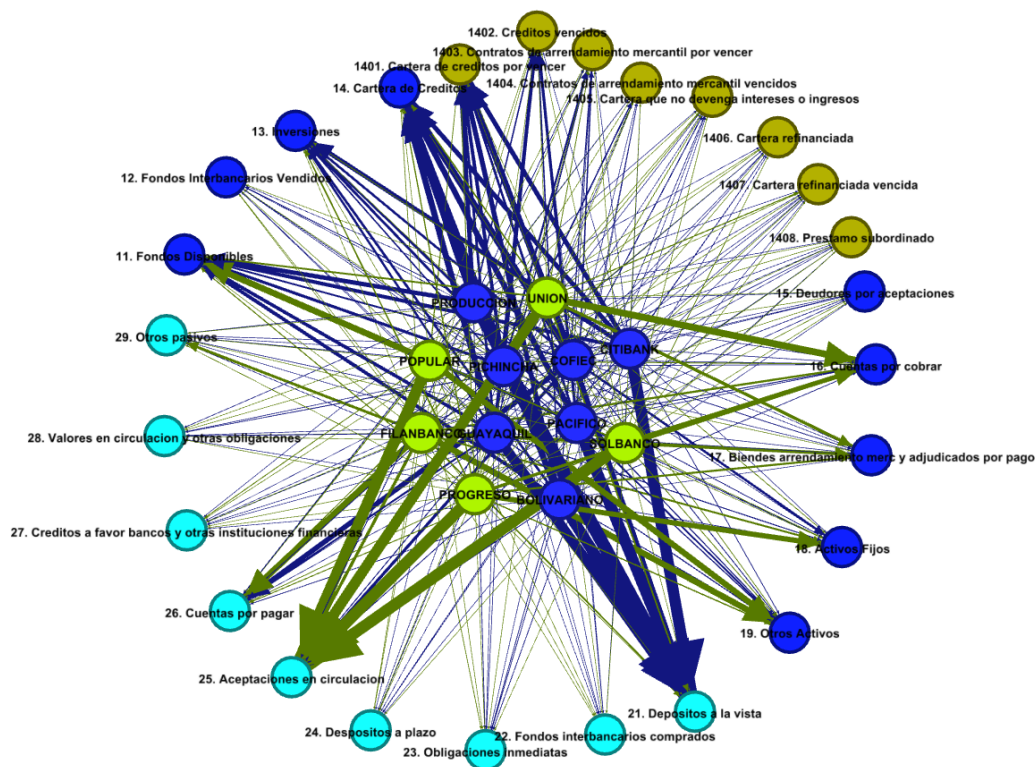 1402. Creditos vencidos
1403. Contratos de arrendamiento mercantil por vencer
1401. Cartera de creditos por vencer
1404. Contratos de arrendamiento mercantil vencidos
14. Cartera de Creditos
1405. Cartera que no devenga intereses o ingresos
13. Inversiones
1406. Cartera refinanciada
12. Fondos Interbancarios Vendidos
1407. Cartera refinanciada vencida
1408. Prestamo subordinado
11. Fondos Disponibles
15. Deudores por aceptaciones
PRODUCCION
UNION
29. Otros pasivos
CITIBANK
POPULAR
PICHINCHA
COFIEC
16. Cuentas por cobrar
28. Valores en circulacion y otras obligaciones
FILANBANCO
GUAYAQUIL
PACIFICO
SOLBANCO
17. Biendes arrendamiento merc y adjudicados por pago
PROGRESO
BOLIVARIANO
27. Creditos a favor bancos y otras instituciones financieras
18. Activos Fijos
26. Cuentas por pagar
19. Otros Activos
25. Aceptaciones en circulacion
21. Depositos a la vista
24. Despositos a plazo
22. Fondos interbancarios comprados
23. Obligaciones inmediatas